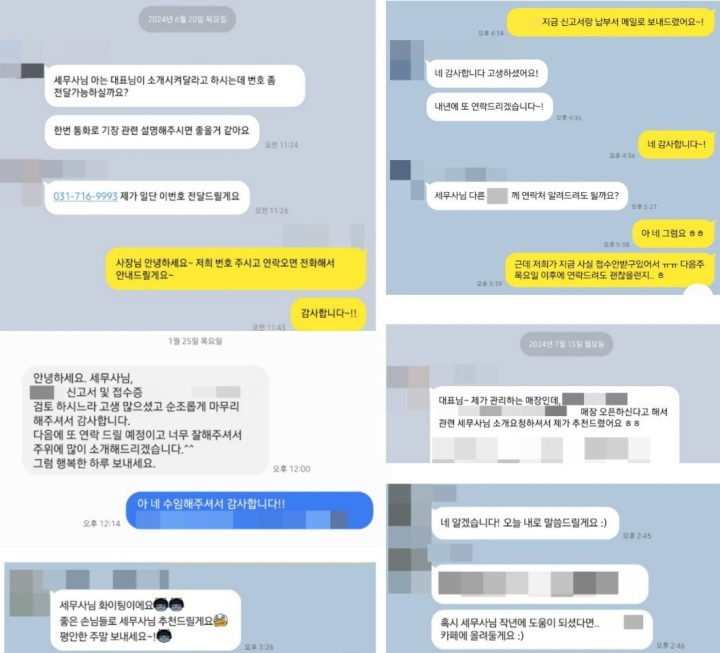 2024년 6월 20일 목요일
세무사님 아는 대표님이 소개시켜달라고 하시는데 번호 좀
전달가능하실까요?
한번 통화로 기장 관련 설명해주시면 좋을거 같아요
오전 11:24
031-716-9993 제가 일단 이번호 전달드릴게요
오전 11:26
사장님 안녕하세요~ 저희 번호 주시고 연락오면 전화해서
안내드릴게요~
감사합니다~!!
오전 11:43
1월 25일 목요일
안녕하세요. 세무사님,
신고서 및 접수증
검토 하시느라 고생 많으셨고 순조롭게 마무리
해주셔서 감사합니다.
다음에 또 연락 드릴 예정이고 너무 잘해주셔서
주위에 많이 소개해드리겠습니다.^^
그럼 행복한 하루 보내세요.
오후 12:00
아 네 수임해주셔서 감사합니다!!
오후 12:14
세무사님 화이팅이에요
좋은 손님들로 세무사님 추천드릴게요
평안한 주말 보내세요~!
오후 3:26
지금 신고서랑 납부서 메일로 보내드렸어요~!
오후 4:34
네 감사합니다 고생하셨어요!
내년에 또 연락드리겠습니다~!
오후 4:35
네 감사합니다~!
오후 4:36
세무사님 다른 께 연락처 알려드려도 될까요?
오후 5:27
아 네 그럼요 ㅎㅎ
오후 5:38
근데 저희가 지금 사실 접수안받구있어서 ㅠㅠ 다음주
목요일 이후에 연락드려도 괜찮을런지.. ㅎ
오후 5:39
2024년 7월 15일 월요일
대표님~ 제가 관리하는 매장인데,
매장 오픈하신다고 해서
관련 세무사님 소개요청하셔서 제가 추천드렸어요 ㅎㅎ
네 알겠습니다! 오늘 내로 말씀드릴게요 :)
오후 2:45
혹시 세무사님 작년에 도움이 되셨다면..
카페에 올려둘게요 :)
오후 2:46